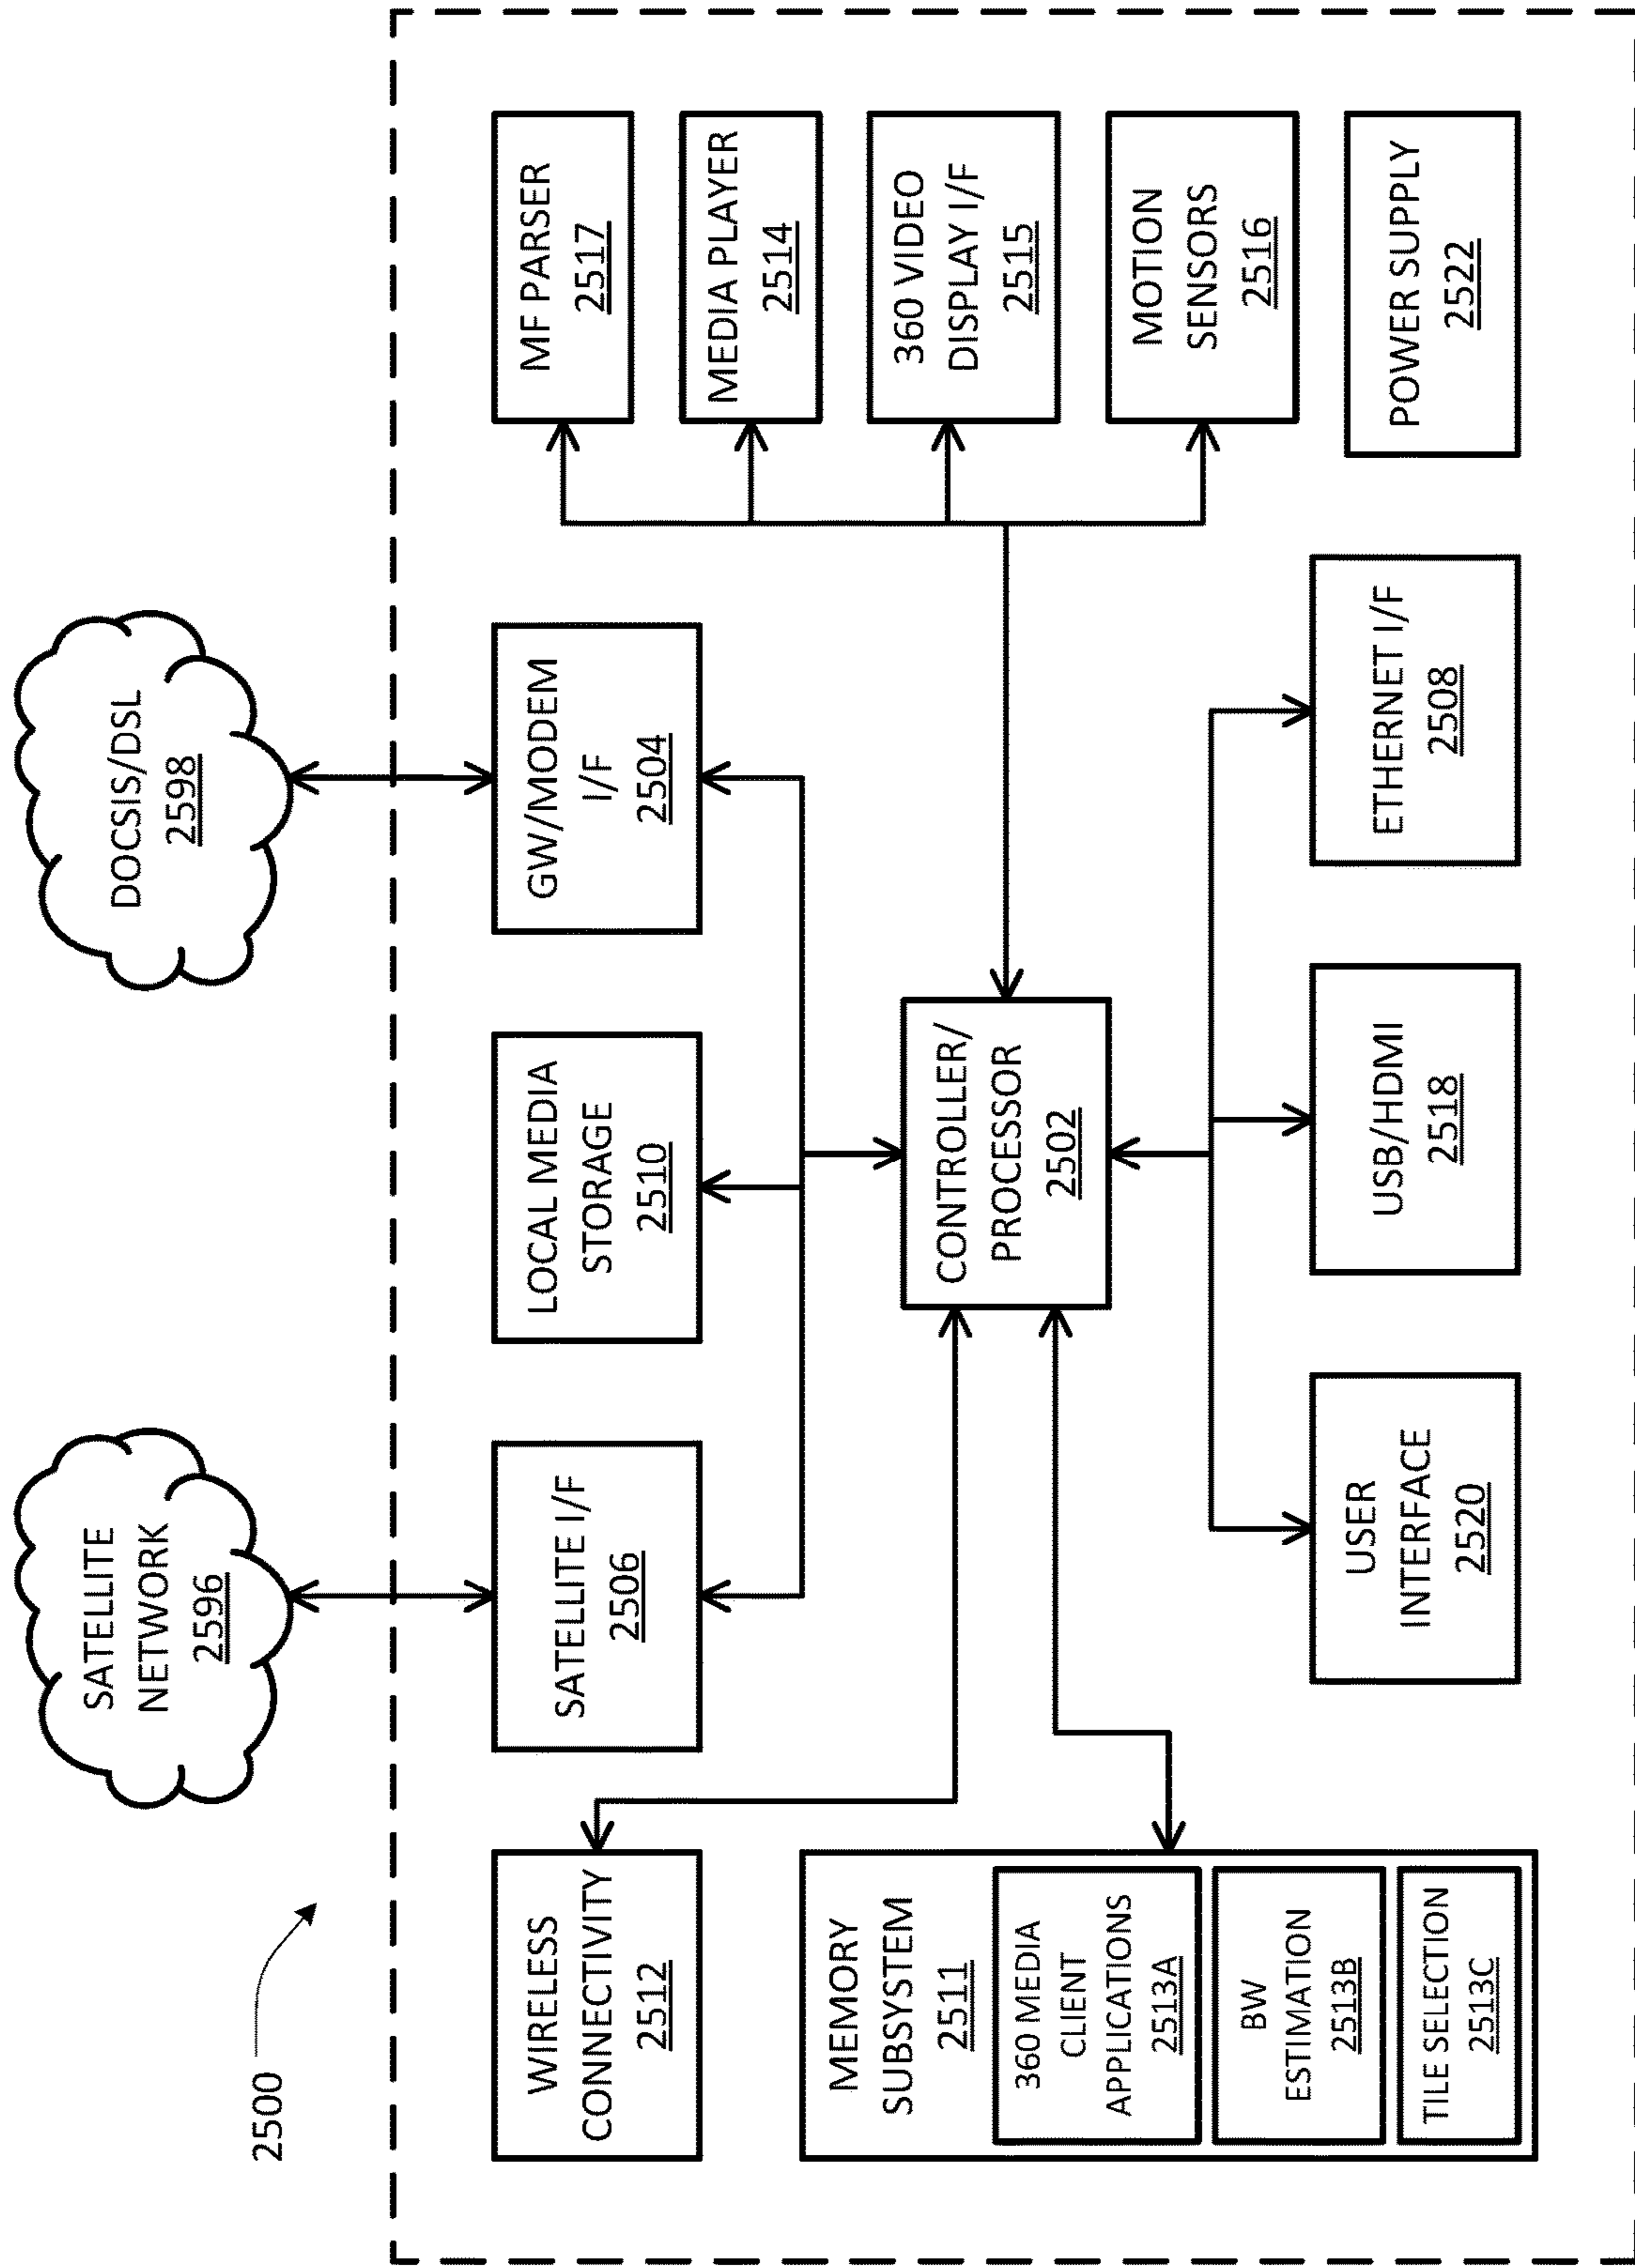 2500
SATELLITE
NETWORK
2596
DOCSIS/DSL
2598
WIRELESS
CONNECTIVITY
2512
SATELLITE I/F
2506
LOCAL MEDIA
STORAGE
2510
GW/MODEM
I/F
2504
MF PARSER
2517
MEDIA PLAYER
2514
360 VIDEO
DISPLAY I/F
2515
MOTION
SENSORS
2516
POWER SUPPLY
2522
CONTROLLER/
PROCESSOR
2502
MEMORY
SUBSYSTEM
2511
360 MEDIA
CLIENT
APPLICATIONS
2513A
BW
ESTIMATION
2513B
TILE SELECTION
2513C
USER
INTERFACE
2520
USB/HDMI
2518
ETHERNET I/F
2508